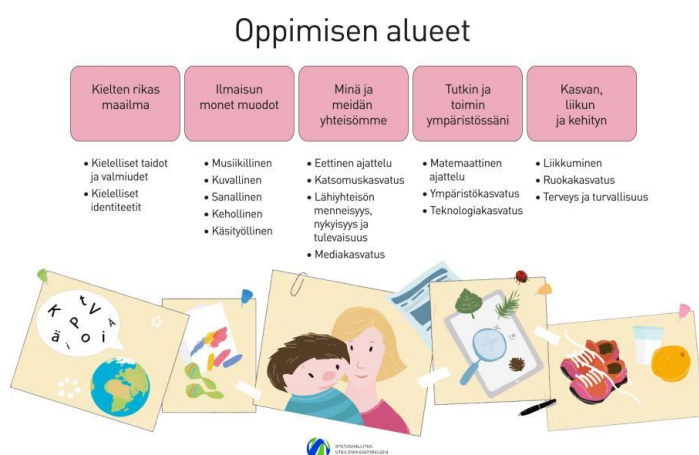 Oppimisen alueet
Kielten rikas
maailma
Ilmaisun
monet muodot
Minä ja
meidän
yhteisömme
Tutkin ja
toimin
ympäristössäni
Kasvan,
liikun
ja kehityn
• Kielelliset taidot
ja valmiudet
• Kielelliset
identiteetit
• Musiikillinen
• Kuvallinen
• Sanallinen
• Kehollinen
• Käsityöllinen
• Eettinen ajattelu
• Katsomuskasvatus
• Lähiyhteisön
menneisyys,
nykyisyys ja
tulevaisuus
• Mediakasvatus
• Matemaattinen
ajattelu
• Ympäristökasvatus
• Teknologiakasvatus
• Liikkuminen
• Ruokakasvatus
• Terveys ja turvallisuus
K P t V
ä i o i A
OPETUSHALLITUS
UTBILDNINGSSTYRELSEN